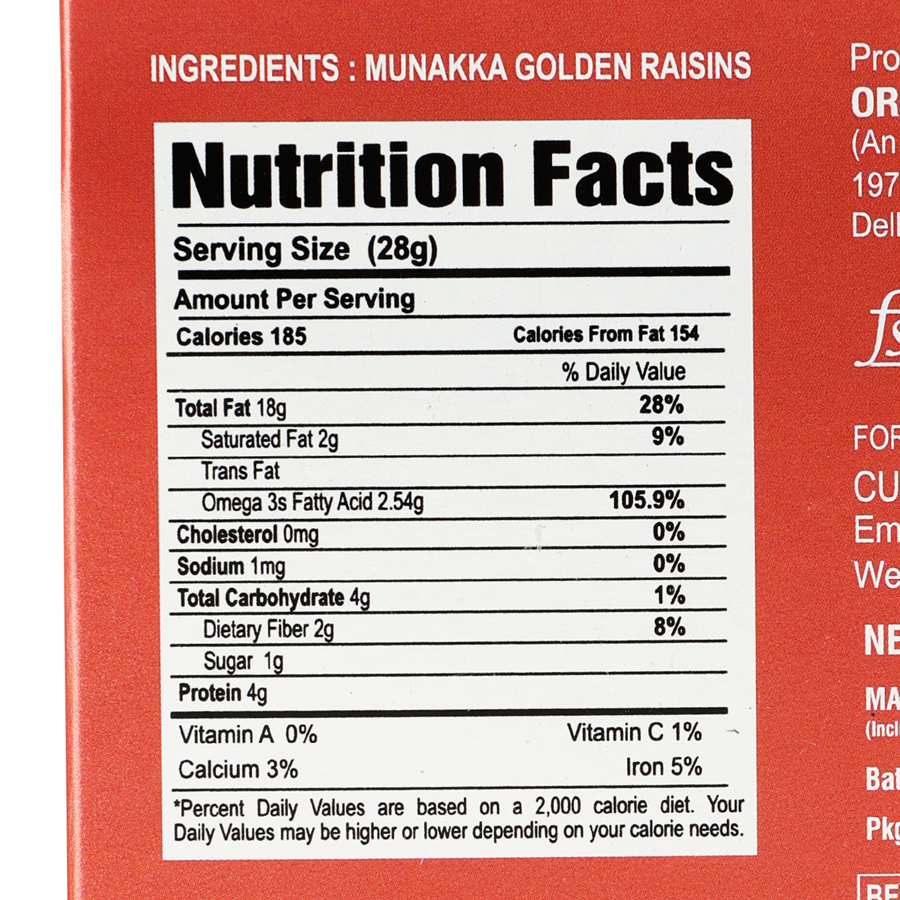 INGREDIENTS : MUNAKKA GOLDEN RAISINS
Nutrition Facts
Serving Size (28g)
Amount Per Serving
Calories 185 Calories From Fat 154
% Daily Value
Total Fat 18g 28%
Saturated Fat 2g 9%
Trans Fat
Omega 3s Fatty Acid 2.54g 105.9%
Cholesterol 0mg 0%
Sodium 1mg 0%
Total Carbohydrate 4g 1%
Dietary Fiber 2g 8%
Sugar 1g
Protein 4g
Vitamin A 0% Vitamin C 1%
Calcium 3% Iron 5%
*Percent Daily Values are based on a 2,000 calorie diet. Your
Daily Values may be higher or lower depending on your calorie needs.
(An
197